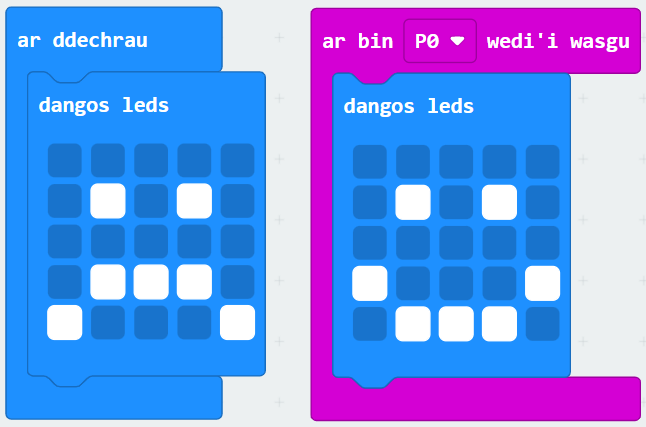 ar ddechrau
dangos leds
ar bin P0 wedi'i wasgu
dangos leds